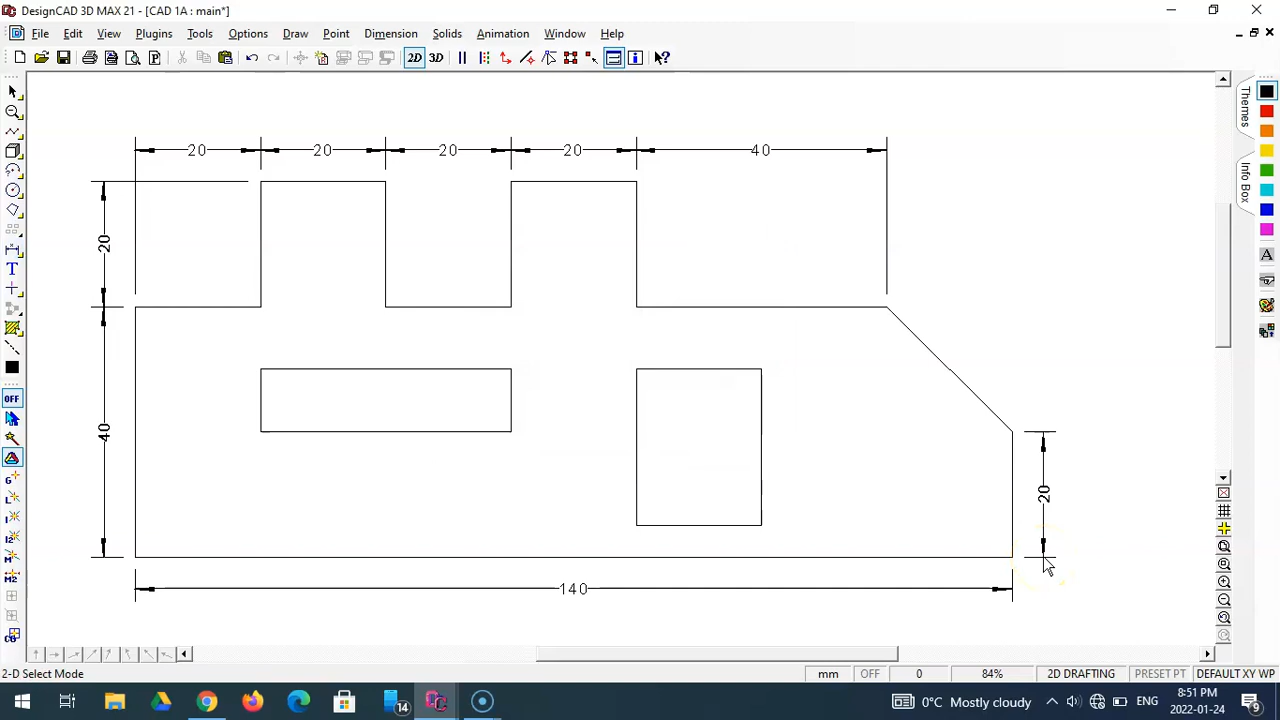 DesignCAD 3D MAX 21 - [CAD 1A : main*]
File Edit View Plugins Tools Options Draw Point Dimension Solids Animation Window Help
2D 3D
Themes
Info Box
20 20 20 20 40
20
40
20
140
OFF
2-D Select Mode mm OFF 0 84% 2D DRAFTING PRESET PT DEFAULT XY WP
14 0°C Mostly cloudy ENG 8:51 PM
2022-01-24 9